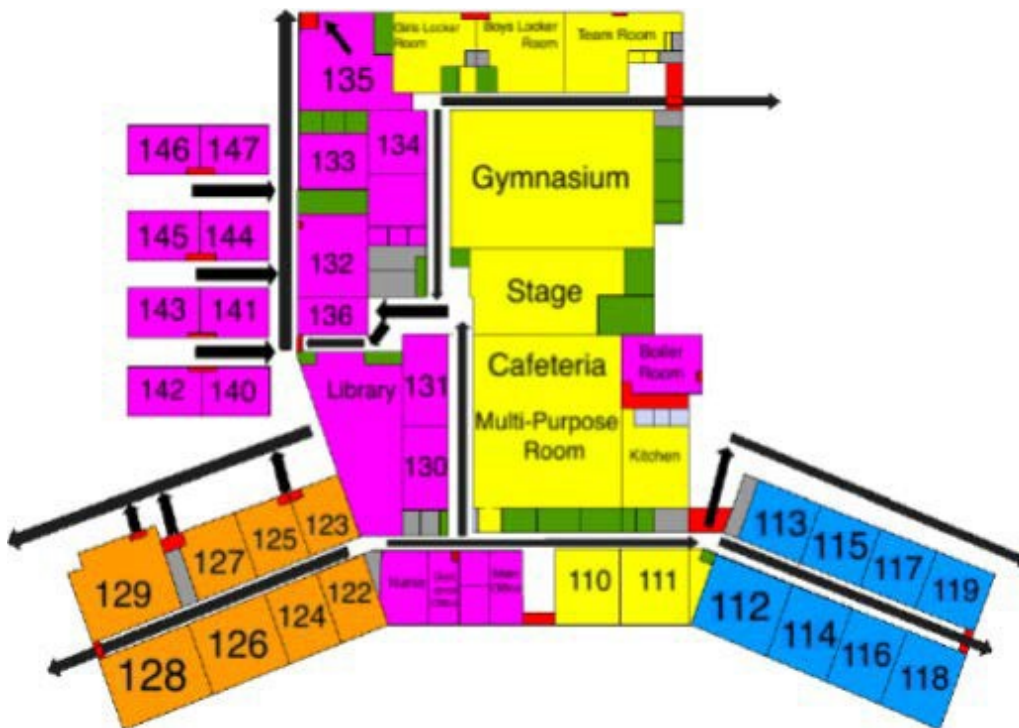 Girls Locker
Room
Boys Locker
Room
Team Room
135
146 147
133
134
Gymnasium
145 144
132
Stage
143 141
136
Boiler
Room
Cafeteria
142 140
Library
131
Multi-Purpose
Room
130
Kitchen
113
115
117
119
123
125
127
129
110
111
122
124
126
128
112
114
116
118
Main
Office